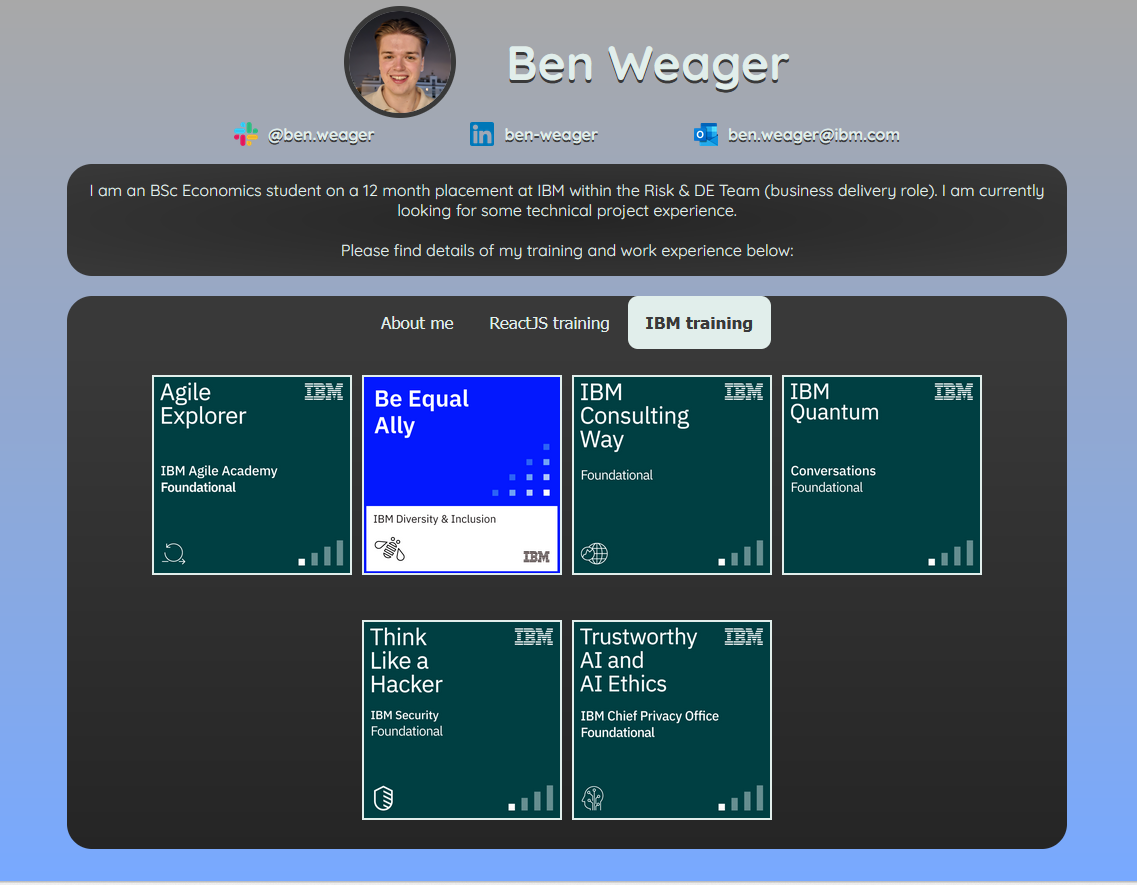 Ben Weager
@ben.weager
ben-weager
ben.weager@ibm.com
I am an BSc Economics student on a 12 month placement at IBM within the Risk & DE Team (business delivery role). I am currently
looking for some technical project experience.
Please find details of my training and work experience below:
About me
ReactJS training
IBM training
Agile
Explorer
IBM
IBM Agile Academy
Foundational
Be Equal
Ally
IBM Diversity & Inclusion
IBM
IBM
Consulting
Way
IBM
Foundational
IBM
Quantum
IBM
Conversations
Foundational
Think
Like a
Hacker
IBM
IBM Security
Foundational
Trustworthy
AI and
AI Ethics
IBM
IBM Chief Privacy Office
Foundational